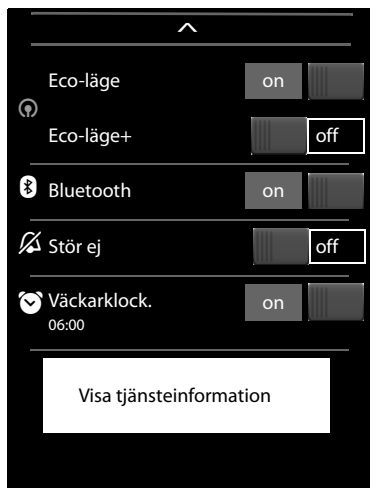 Eco-läge on
Eco-läge+ off
Bluetooth on
Stör ej off
Väckarklock. on
06:00
Visa tjänsteinformation